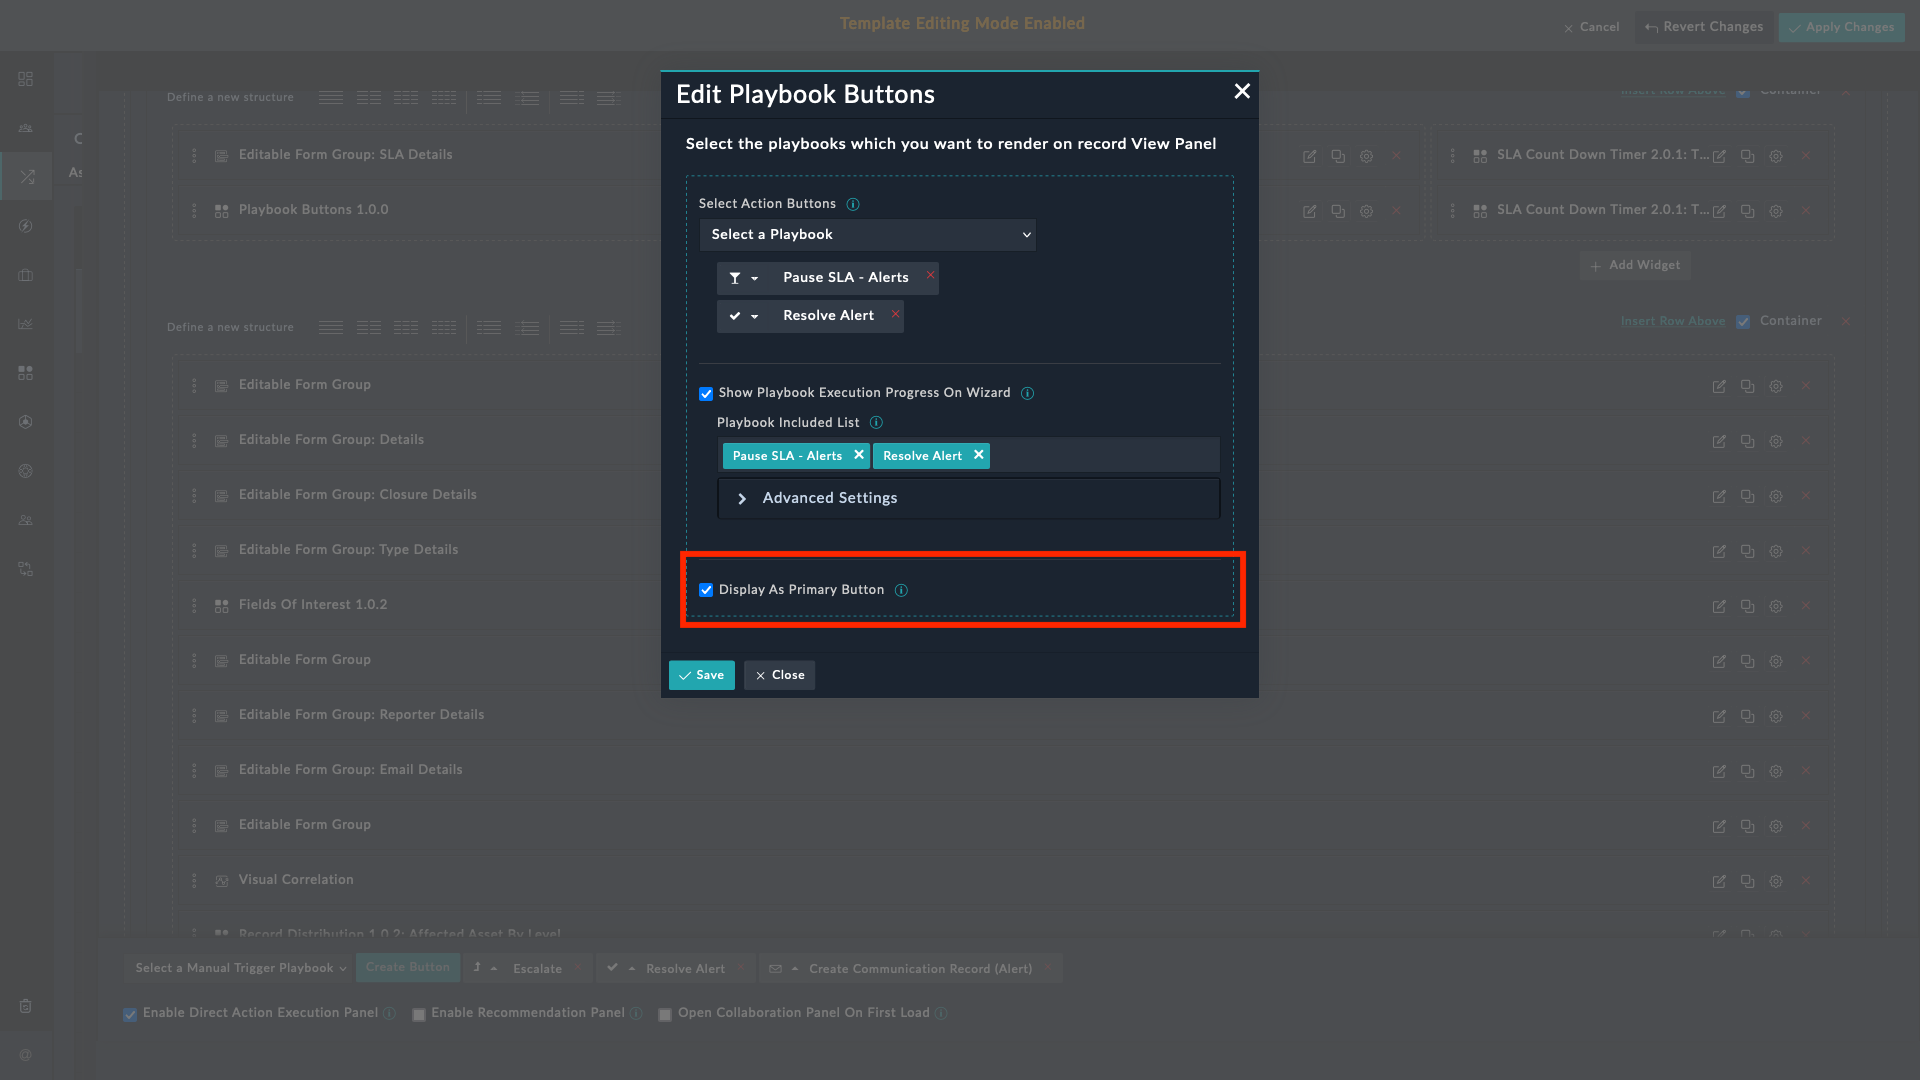 Template Editing Mode Enabled
Cancel
Revert Changes
Apply Changes
Define a new structure
Insert Row Above
Container
Edit Playbook Buttons
Select the playbooks which you want to render on record View Panel
As
Editable Form Group: SLA Details
SLA Count Down Timer 2.0.1: T...
Playbook Buttons 1.0.0
SLA Count Down Timer 2.0.1: T...
Add Widget
Select Action Buttons
Select a Playbook
Pause SLA - Alerts
Resolve Alert
Define a new structure
Insert Row Above
Container
Show Playbook Execution Progress On Wizard
Playbook Included List
Pause SLA - Alerts
Resolve Alert
Advanced Settings
Display As Primary Button
Save
Close
Editable Form Group
Editable Form Group: Details
Editable Form Group: Closure Details
Editable Form Group: Type Details
Fields Of Interest 1.0.2
Editable Form Group
Editable Form Group: Reporter Details
Editable Form Group: Email Details
Editable Form Group
Visual Correlation
Record Distribution 1.0.2: Affected Asset By Level
Select a Manual Trigger Playbook
Create Button
Escalate
Resolve Alert
Create Communication Record (Alert)
Enable Direct Action Execution Panel
Enable Recommendation Panel
Open Collaboration Panel On First Load